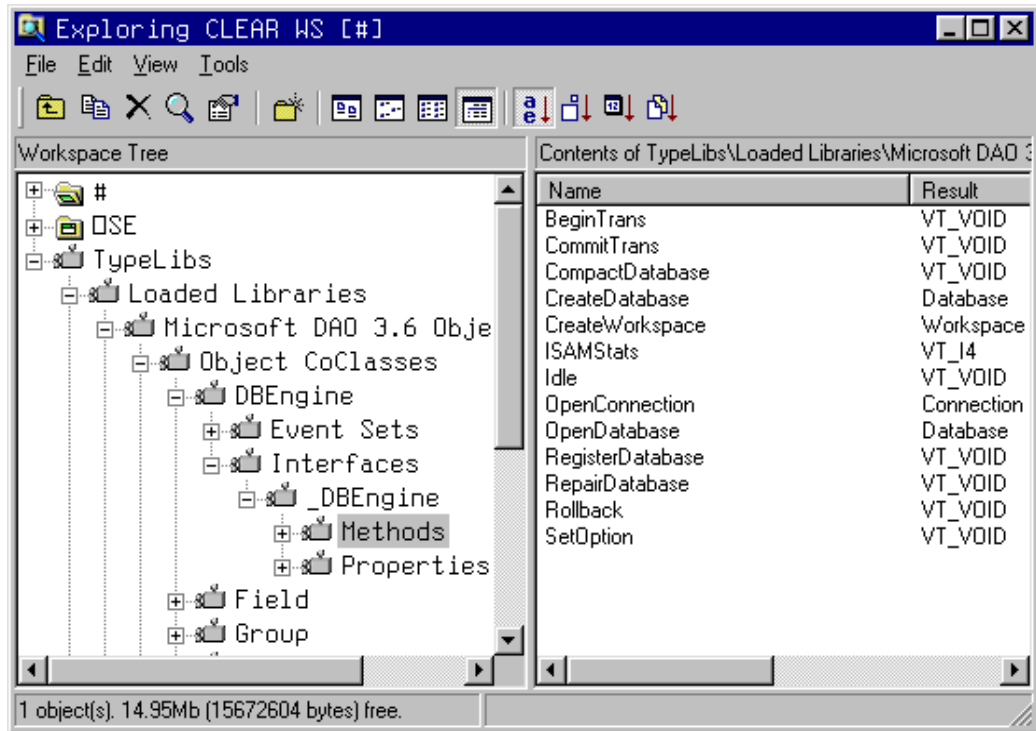 Exploring CLEAR WS [#]
File Edit View Tools
Workspace Tree
Contents of TypeLibs\Loaded Libraries\Microsoft DAO 3
#
⎕SE
TypeLibs
Loaded Libraries
Microsoft DAO 3.6 Obje
Object CoClasses
DBEngine
Event Sets
Interfaces
_DBEngine
Methods
Properties
Field
Group
Name Result
BeginTrans VT_VOID
CommitTrans VT_VOID
CompactDatabase VT_VOID
CreateDatabase Database
CreateWorkspace Workspace
ISAMStats VT_I4
Idle VT_VOID
OpenConnection Connection
OpenDatabase Database
RegisterDatabase VT_VOID
RepairDatabase VT_VOID
Rollback VT_VOID
SetOption VT_VOID
1 object(s). 14.95Mb (15672604 bytes) free.